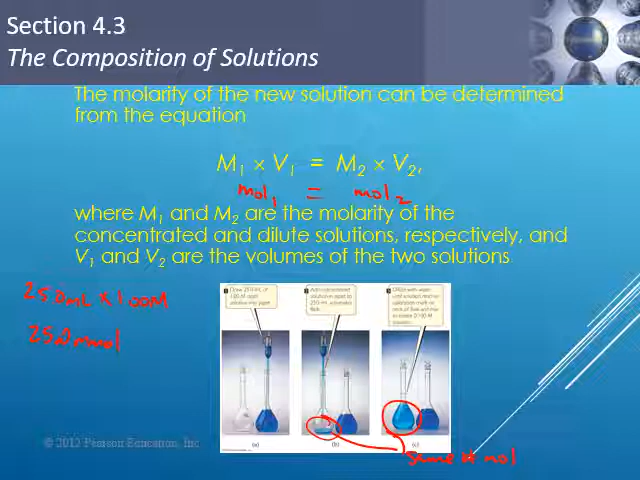 Section 4.3
The Composition of Solutions
The molarity of the new solution can be determined
from the equation
M₁ × V₁ = M₂ × V₂,
mol₁ = mol₂
where M₁ and M₂ are the molarity of the
concentrated and dilute solutions, respectively, and
V₁ and V₂ are the volumes of the two solutions
25.0mL × 1.00M
25.0mmol
(a)
(b)
(c)
same # mol
© 2012 Pearson Education, Inc